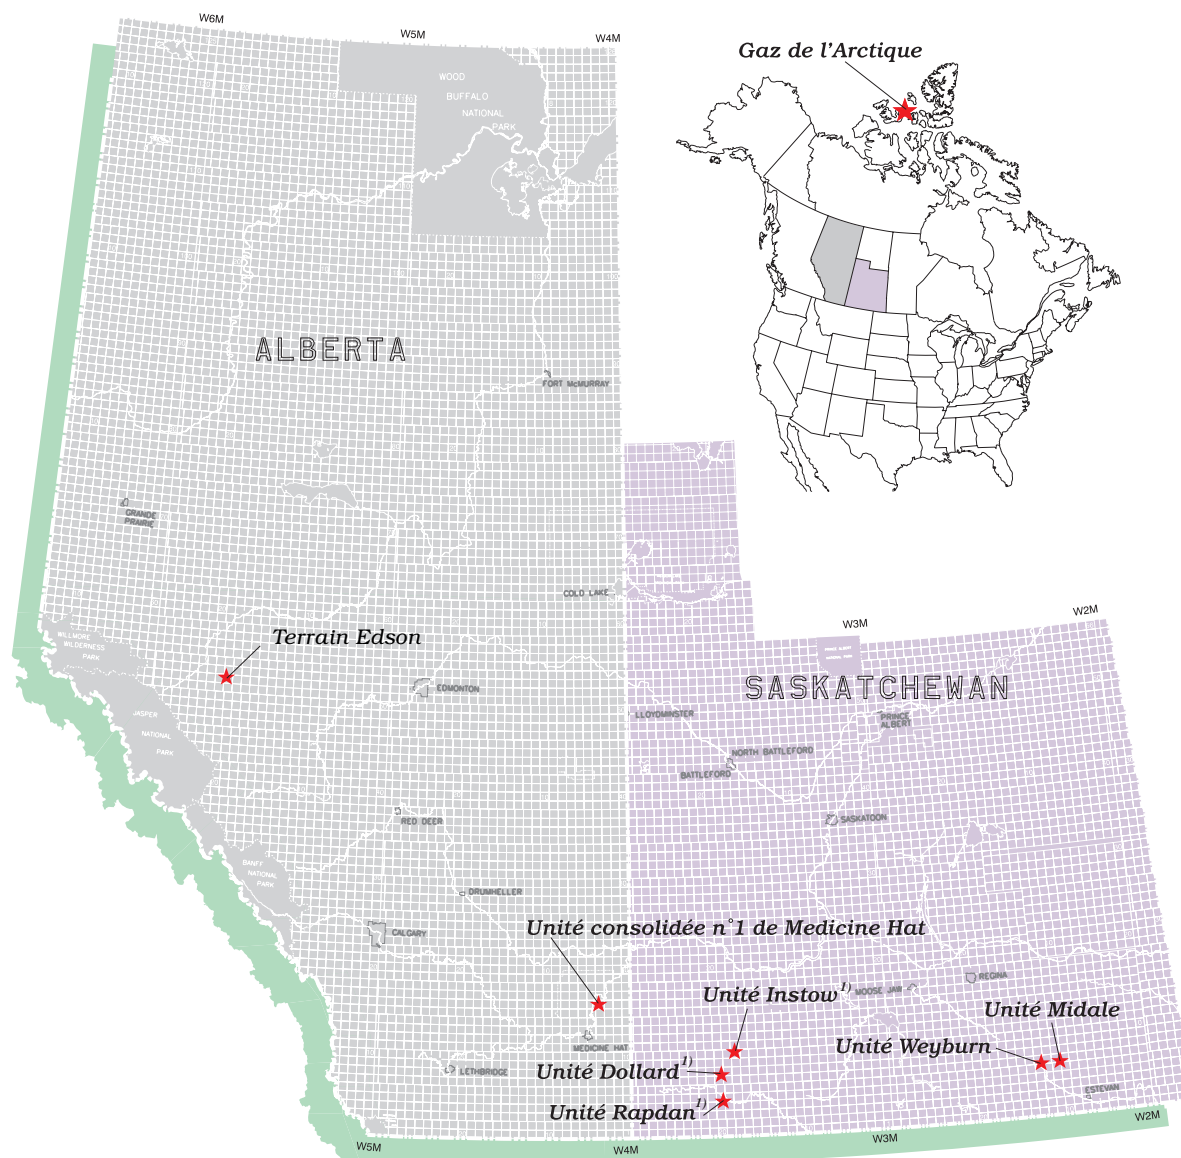 W6M
W5M
W4M
Gaz de l’Arctique
WOOD
BUFFALO
NATIONAL
PARK
ALBERTA
FORT McMURRAY
GRANDE
PRAIRIE
COLD LAKE
W3M
W2M
WILLMORE
WILDERNESS
PARK
Terrain Edson
EDMONTON
SASKATCHEWAN
JASPER
NATIONAL
PARK
LLOYDMINSTER
PRINCE
ALBERT
NORTH BATTLEFORD
BATTLEFORD
RED DEER
SASKATOON
BANFF
NATIONAL
PARK
DRUMHELLER
CALGARY
Unité consolidée n°1 de Medicine Hat
REGINA
Unité Instow1)
MOOSE JAW
Unité Midale
MEDICINE HAT
Unité Weyburn
LETHBRIDGE
Unité Dollard1)
ESTEVAN
Unité Rapdan1)
W5M
W4M
W3M
W2M